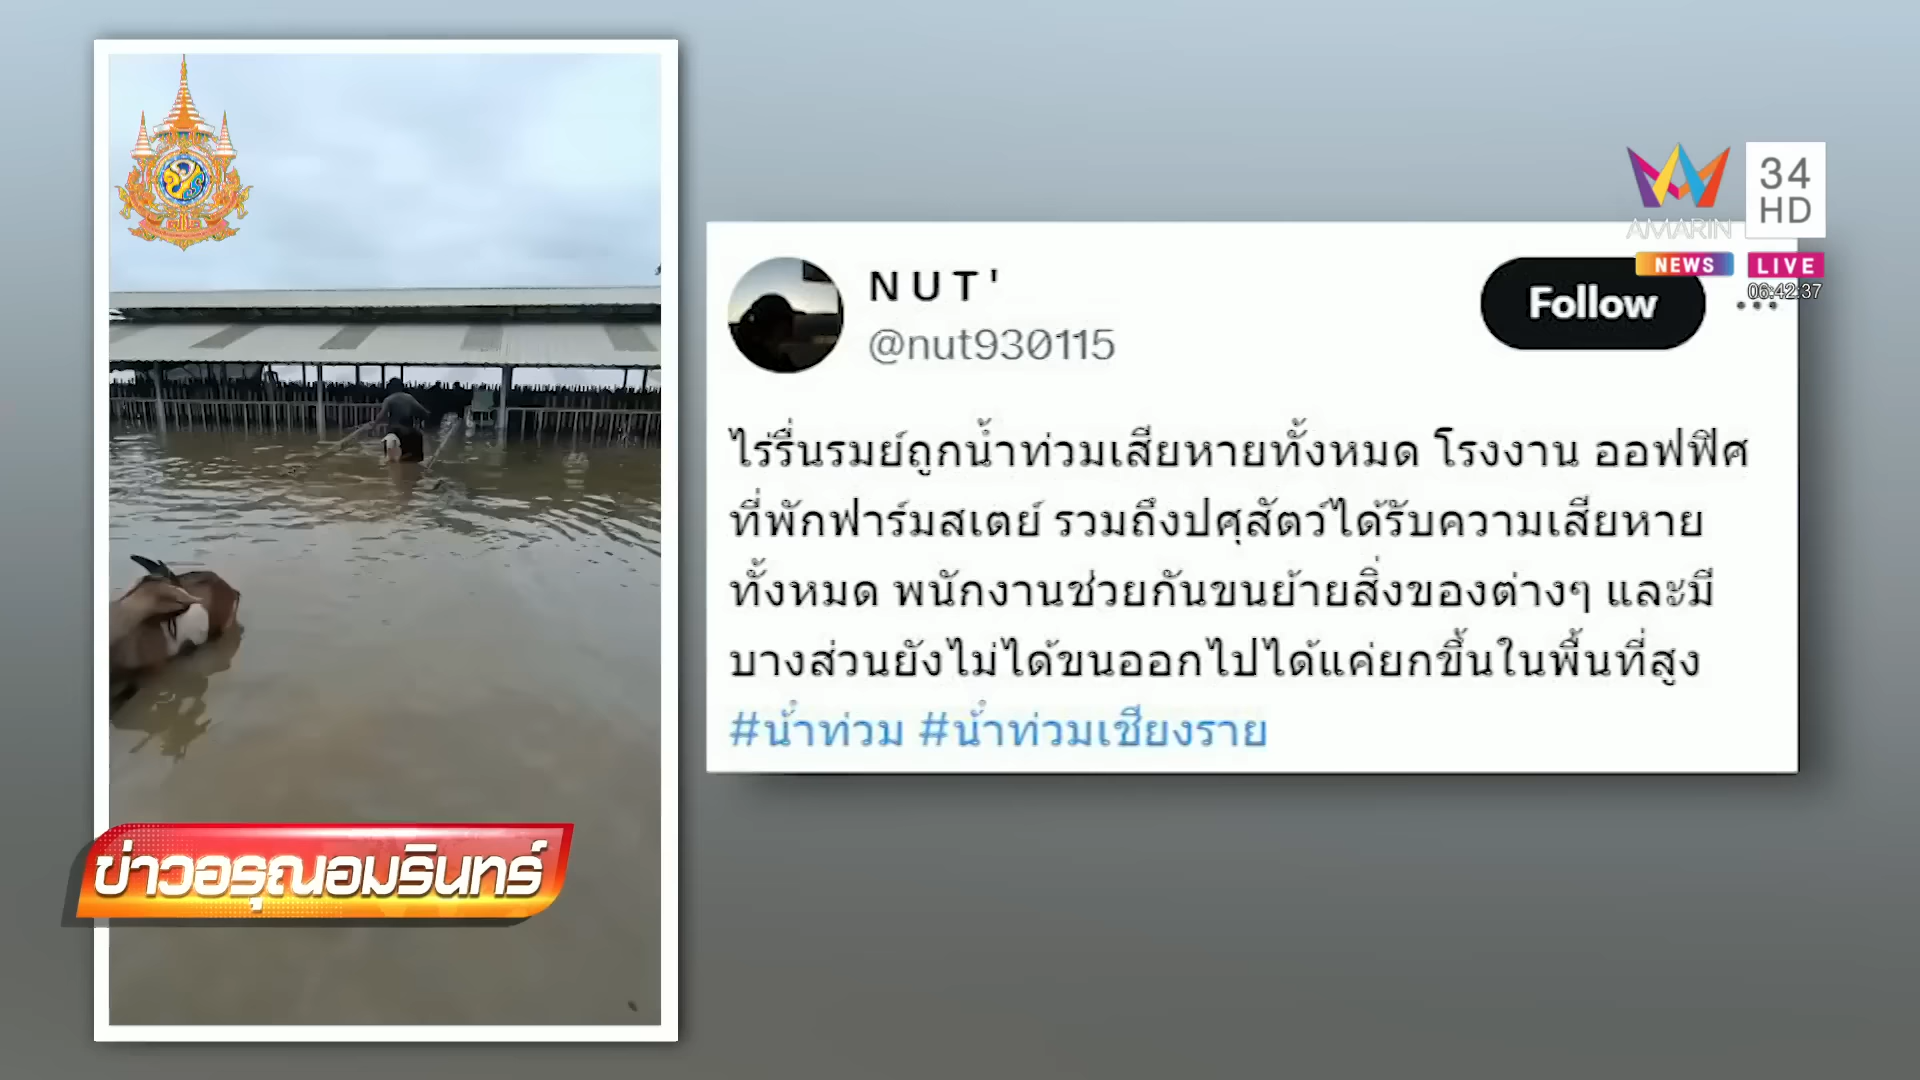 AMARIN
34
HD
NEWS
LIVE
06:42:37
NUT'
@nut930115
Follow
ไร่รื่นรมย์ถูกน้ำท่วมเสียหายทั้งหมด โรงงาน ออฟฟิศ
ที่พักฟาร์มสเตย์ รวมถึงปศุสัตว์ได้รับความเสียหาย
ทั้งหมด พนักงานช่วยกันขนย้ายสิ่งของต่างๆ และมี
บางส่วนยังไม่ได้ขนออกไปได้แค่ยกขึ้นในพื้นที่สูง
#น้ำท่วม #น้ำท่วมเชียงราย
ข่าวอรุณอมรินทร์